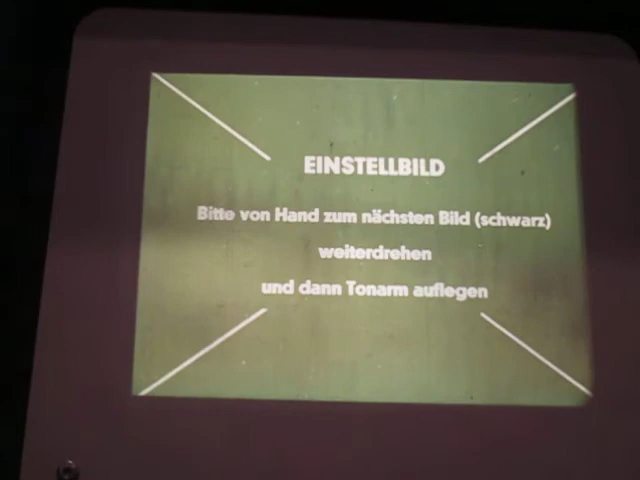 EINSTELLBILD
Bitte von Hand zum nächsten Bild (schwarz)
weiterdrehen
und dann Tonarm auflegen